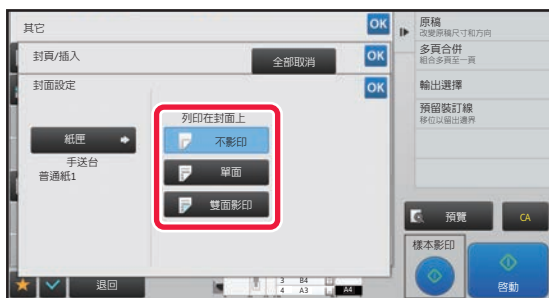 其它
OK
封頁/插入
全部取消
OK
封面設定
OK
列印在封面上
紙匣
不影印
手送台
普通紙1
單面
雙面影印
退回
3 B4
4 A3
A4
原稿
改變原稿尺寸和方向
多頁合併
組合多頁至一頁
輸出選擇
預留裝訂線
移位以留出邊界
預覽
CA
樣本影印
啓動